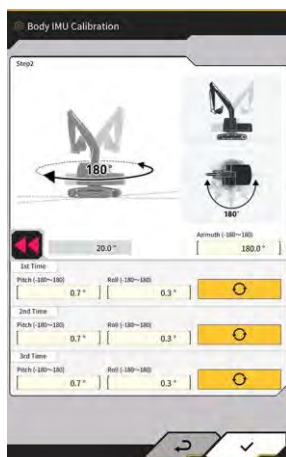 Body IMU Calibration
Step2
180°
180°
Azimuth (-180~180)
20.0 °
180.0 °
1st Time
Pitch (-180~180) Roll (-180~180)
0.7 ° 0.3 °
2nd Time
Pitch (-180~180) Roll (-180~180)
0.7 ° 0.3 °
3rd Time
Pitch (-180~180) Roll (-180~180)
0.7 ° 0.3 °